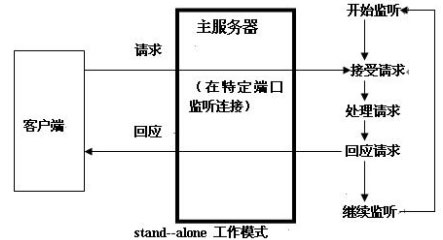 开始监听
主服务器
请求
接受请求
（在特定端口
监听连接）
处理请求
客户端
回应
回应请求
继续监听
stand--alone 工作模式